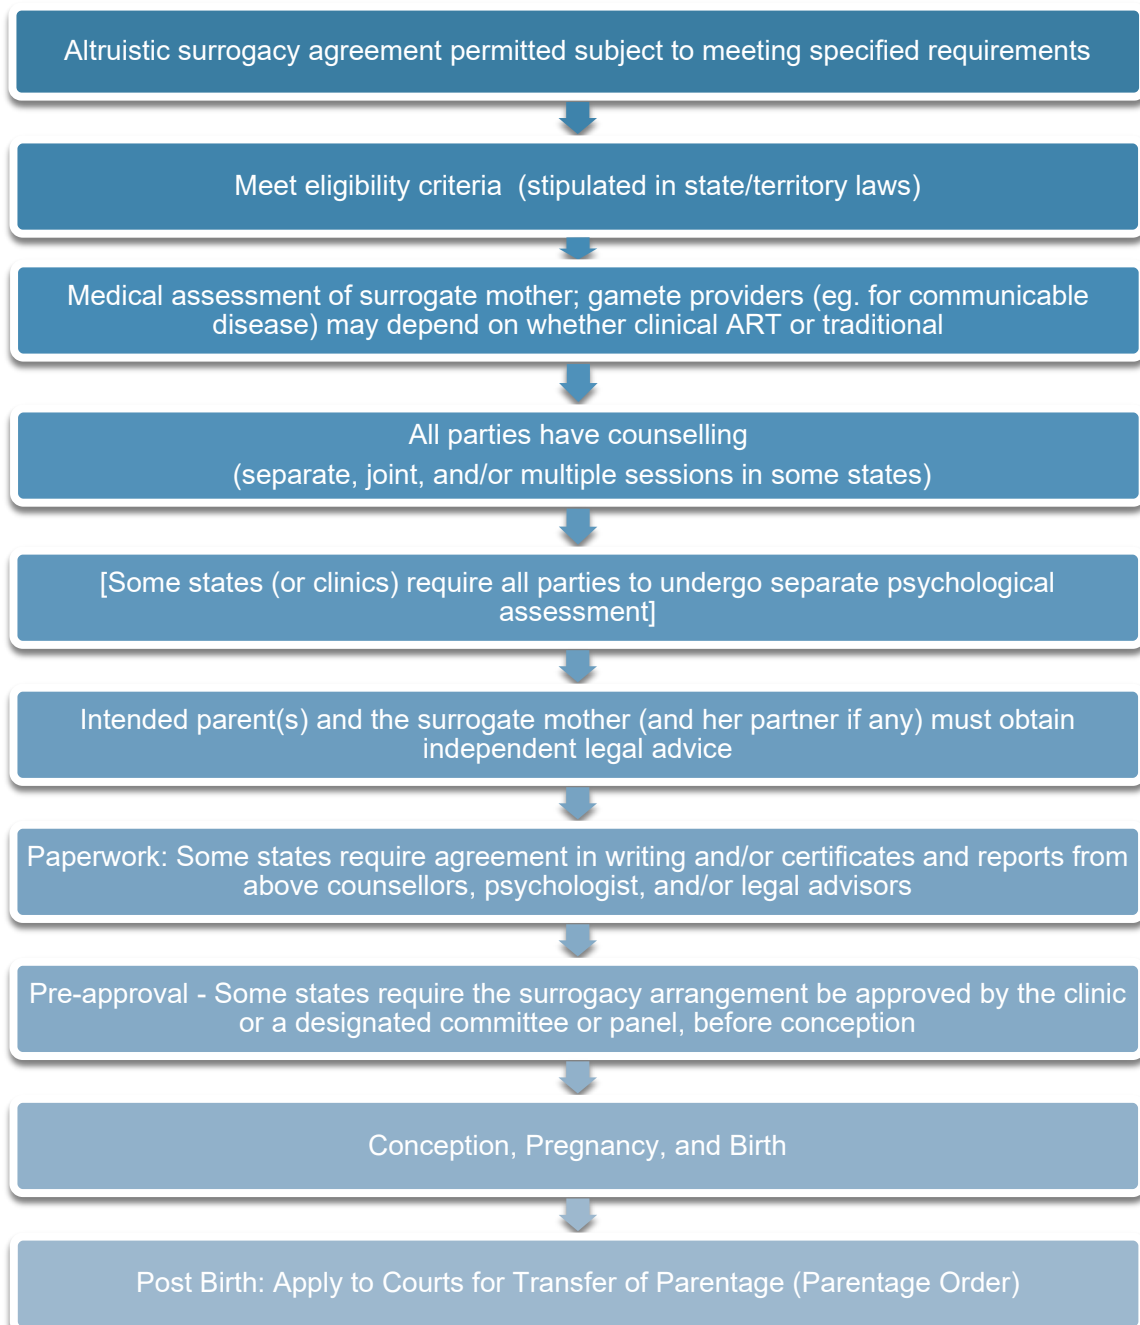 Altruistic surrogacy agreement permitted subject to meeting specified requirements
Meet eligibility criteria  (stipulated in state/territory laws)
Medical assessment of surrogate mother; gamete providers (eg. for communicable
disease) may depend on whether clinical ART or traditional
All parties have counselling
(separate, joint, and/or multiple sessions in some states)
[Some states (or clinics) require all parties to undergo separate psychological
assessment]
Intended parent(s) and the surrogate mother (and her partner if any) must obtain
independent legal advice
Paperwork: Some states require agreement in writing and/or certificates and reports from
above counsellors, psychologist, and/or legal advisors
Pre-approval - Some states require the surrogacy arrangement be approved by the clinic
or a designated committee or panel, before conception
Conception, Pregnancy, and Birth
Post Birth: Apply to Courts for Transfer of Parentage (Parentage Order)